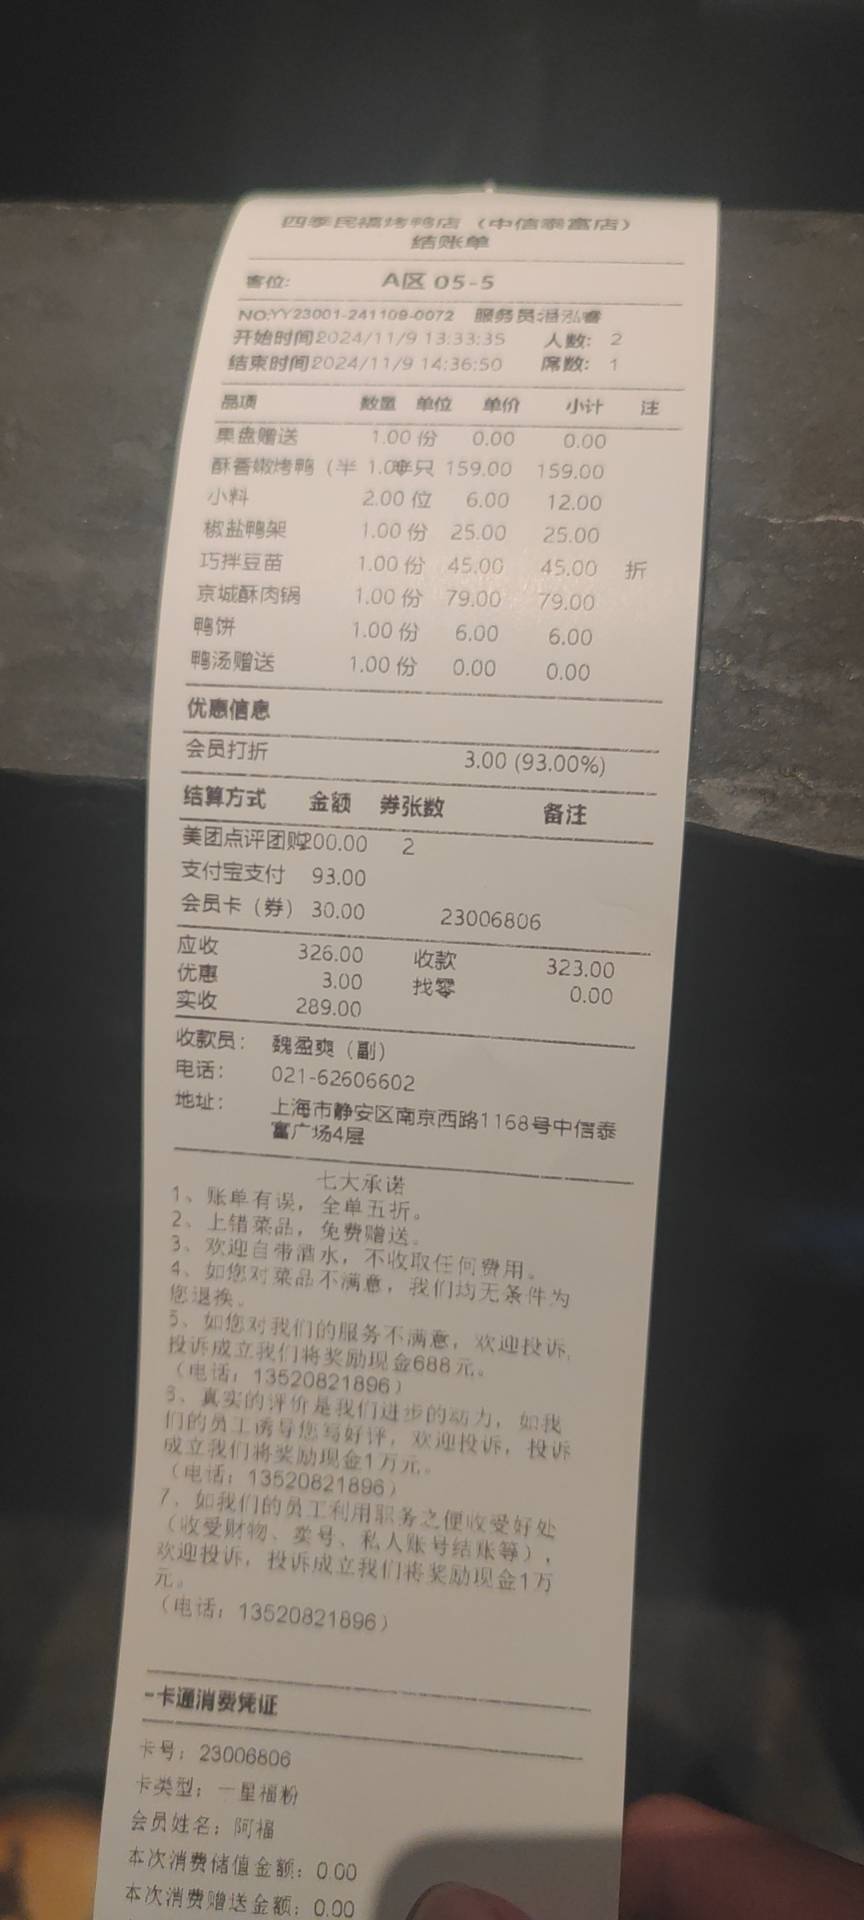 四季民福烤鸭店（中信泰富店）
结账单
客位： A区 05-5
NO:YY23001-241109-0072 服务员:潘泓睿
开始时间2024/11/9 13:33:35 人数： 2
结束时间2024/11/9 14:36:50 席数： 1
品项 数量 单位 单价 小计 注
果盘赠送 1.00 份 0.00 0.00
酥香嫩烤鸭（半 1.00 半只 159.00 159.00
小料 2.00 位 6.00 12.00
椒盐鸭架 1.00 份 25.00 25.00
巧拌豆苗 1.00 份 45.00 45.00 折
京城酥肉锅 1.00 份 79.00 79.00
鸭饼 1.00 份 6.00 6.00
鸭汤赠送 1.00 份 0.00 0.00
优惠信息
会员打折 3.00 (93.00%)
结算方式 金额 券张数 备注
美团点评团购200.00 2
支付宝支付 93.00
会员卡（券） 30.00 23006806
应收 326.00 收款 323.00
优惠 3.00 找零 0.00
实收 289.00
收款员： 魏盈爽（副）
电话： 021-62606602
地址： 上海市静安区南京西路1168号中信泰
富广场4层
七大承诺
1、账单有误，全单五折。
2、上错菜品，免费赠送。
3、欢迎自带酒水，不收取任何费用。
4、如您对菜品不满意，我们均无条件为
您退换。
5、如您对我们的服务不满意，欢迎投诉,
投诉成立我们将奖励现金688元。
（电话：13520821896）
6、真实的评价是我们进步的动力，如我
们的员工诱导您写好评，欢迎投诉，投诉
成立我们将奖励现金1万元。
（电话：13520821896）
7、如我们的员工利用职务之便收受好处
（收受财物、卖号、私人账号结账等），
欢迎投诉，投诉成立我们将奖励现金1万
元。
（电话：13520821896）
一卡通消费凭证
卡号：23006806
卡类型：一星福粉
会员姓名：阿福
本次消费储值金额：0.00
本次消费赠送金额：0.00